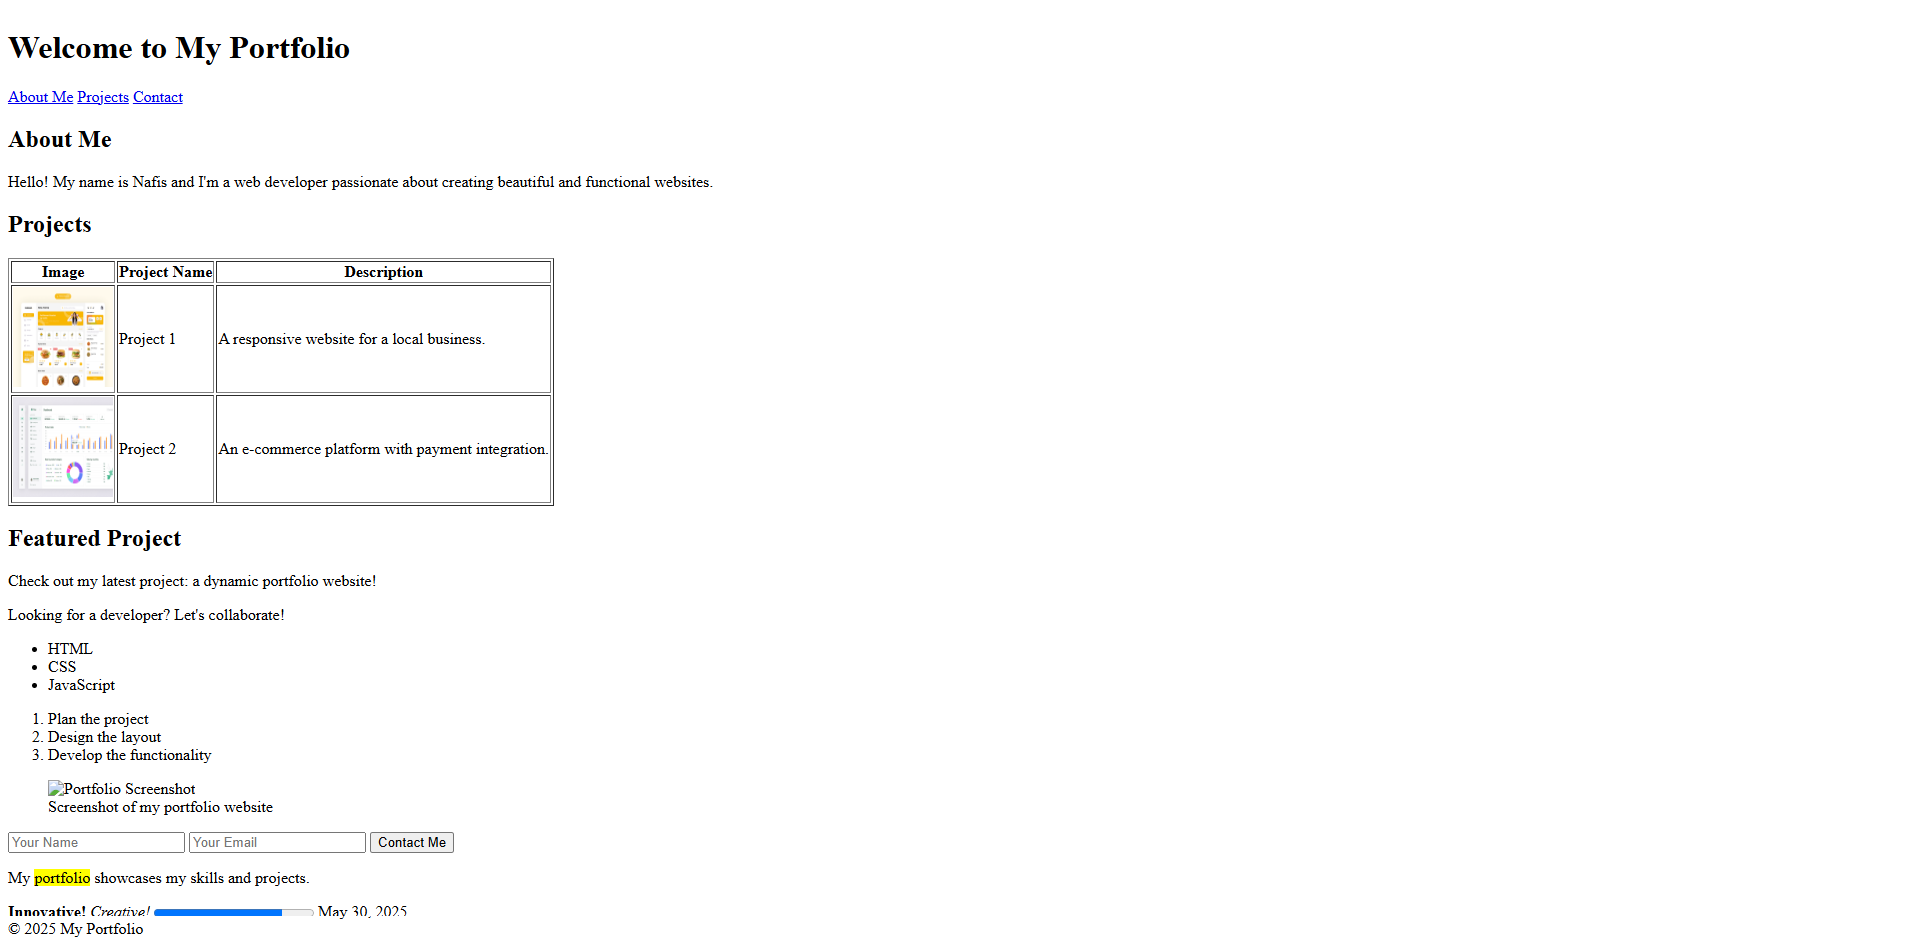 Welcome to My Portfolio
About Me Projects Contact
About Me
Hello! My name is Nafis and I'm a web developer passionate about creating beautiful and functional websites.
Projects
Image Project Name Description
Project 1 A responsive website for a local business.
Project 2 An e-commerce platform with payment integration.
Featured Project
Check out my latest project: a dynamic portfolio website!
Looking for a developer? Let's collaborate!
• HTML
• CSS
• JavaScript
1. Plan the project
2. Design the layout
3. Develop the functionality
Portfolio Screenshot
Screenshot of my portfolio website
Your Name Your Email Contact Me
My portfolio showcases my skills and projects.
Innovative! Creative! May 30, 2025
© 2025 My Portfolio